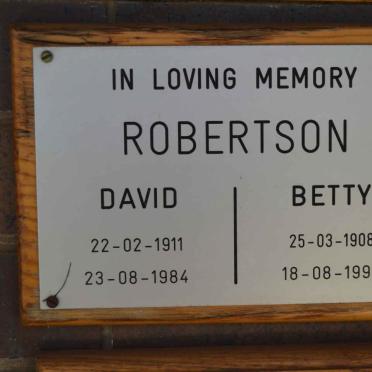 IN LOVING MEMORY
ROBERTSON
DAVID BETTY
22-02-1911 25-03-1908
23-08-1984